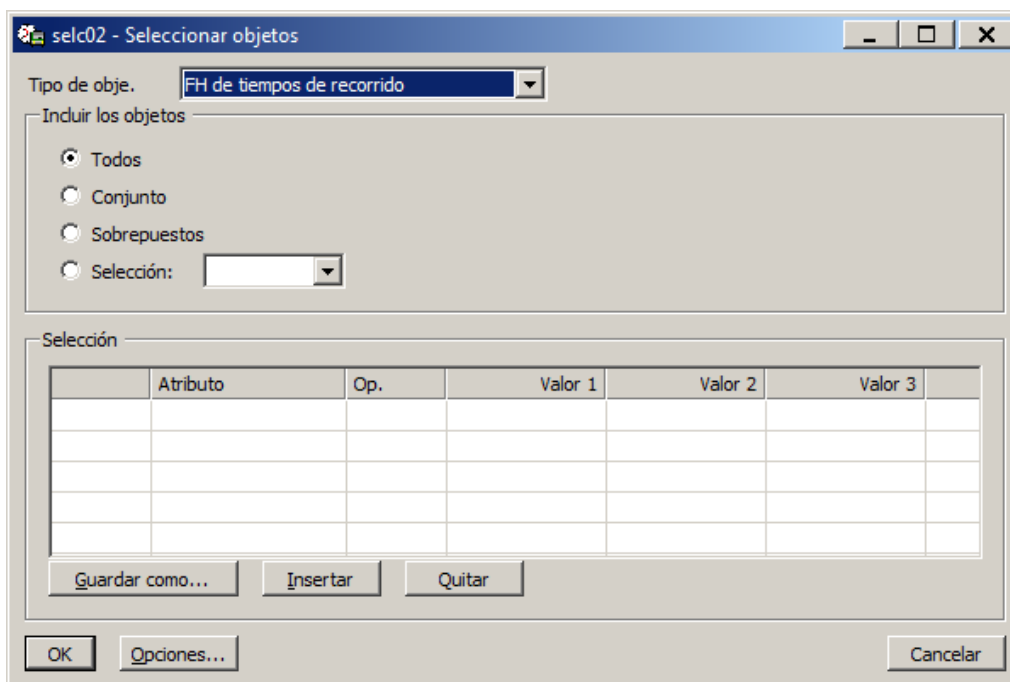 selc02 - Seleccionar objetos
Tipo de obje. FH de tiempos de recorrido
Incluir los objetos
Todos
Conjunto
Sobrepuestos
Selección:
Selección
Atributo Op. Valor 1 Valor 2 Valor 3
Guardar como... Insertar Quitar
OK Opciones... Cancelar